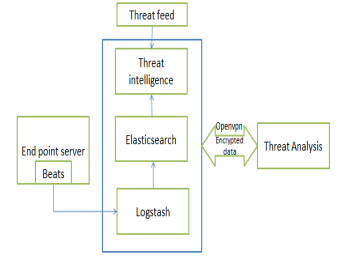 Threat feed
Threat
intelligence
Elasticsearch
End point server
Beats
Logstash
Openvpn
Encrypted
data
Threat Analysis